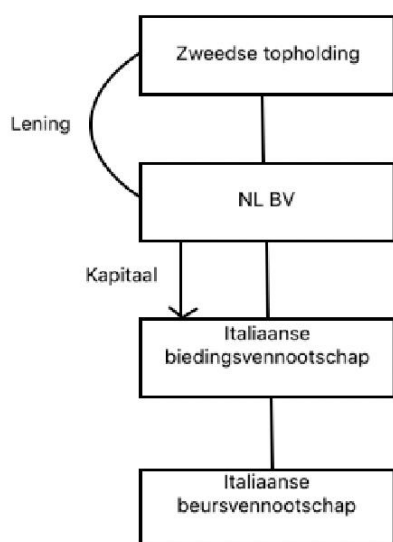 Zweedse topholding
Lening
NL BV
Kapitaal
Italiaanse
biedingsvennootschap
Italiaanse
beursvennootschap